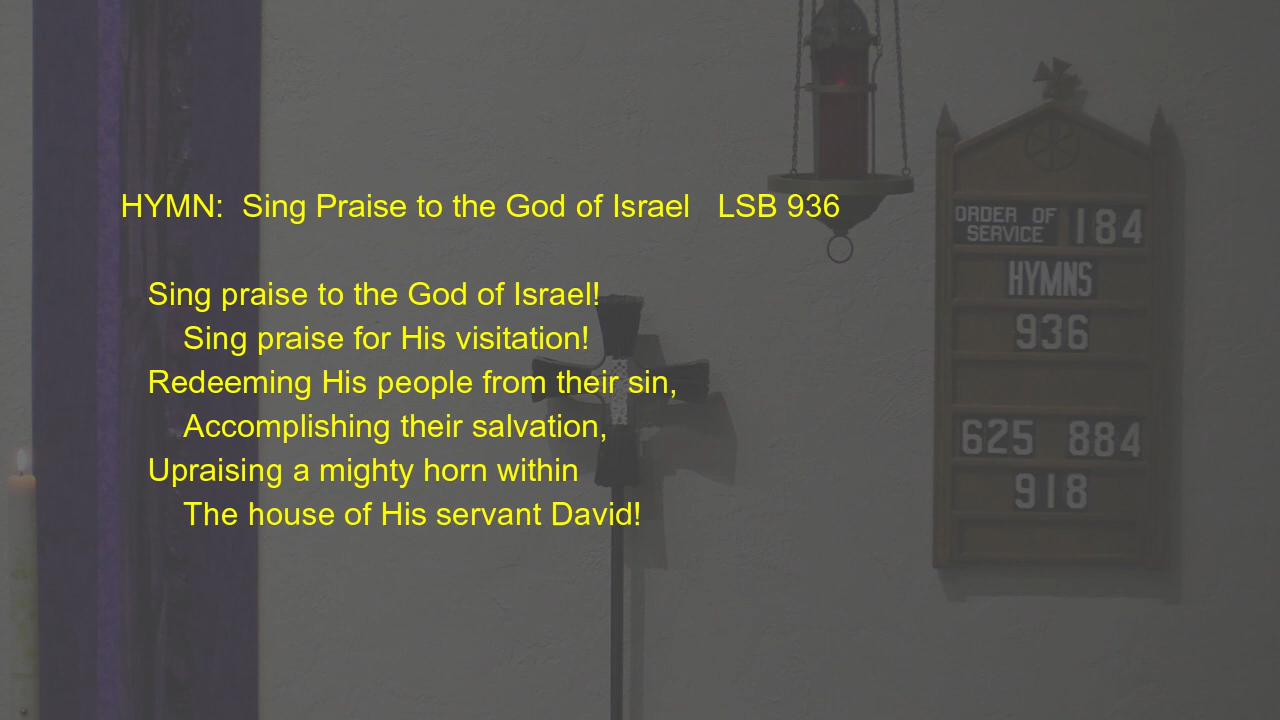 HYMN:  Sing Praise to the God of Israel   LSB 936
Sing praise to the God of Israel!
Sing praise for His visitation!
Redeeming His people from their sin,
Accomplishing their salvation,
Upraising a mighty horn within
The house of His servant David!
ORDER OF
SERVICE 184
HYMNS
936
625 884
918